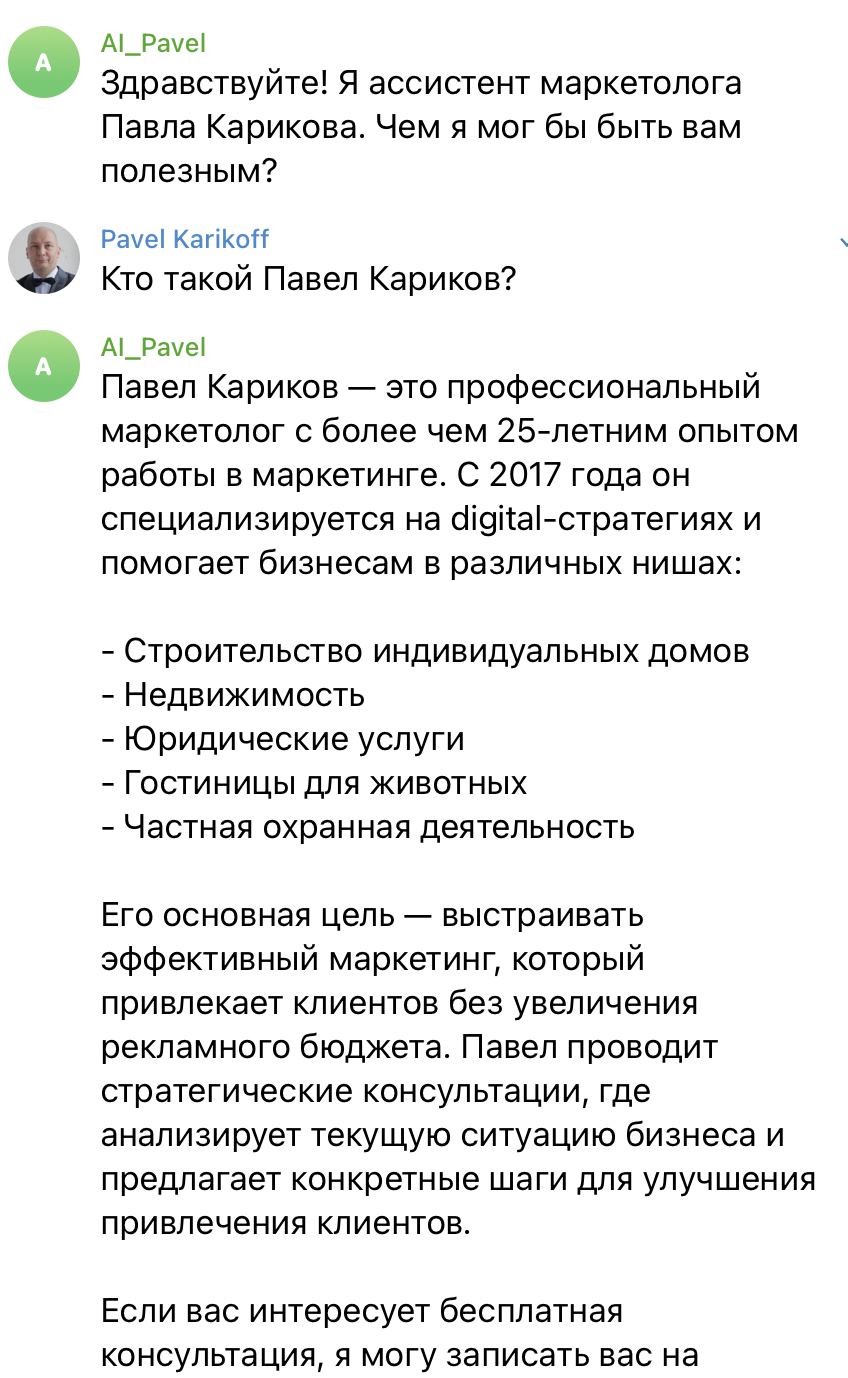 AI_Pavel
A
Здравствуйте! Я ассистент маркетолога
Павла Карикова. Чем я мог бы быть вам
полезным?
Pavel Karikoff
Кто такой Павел Кариков?
AI_Pavel
A
Павел Кариков — это профессиональный
маркетолог с более чем 25-летним опытом
работы в маркетинге. С 2017 года он
специализируется на digital-стратегиях и
помогает бизнесам в различных нишах:
- Строительство индивидуальных домов
- Недвижимость
- Юридические услуги
- Гостиницы для животных
- Частная охранная деятельность
Его основная цель — выстраивать
эффективный маркетинг, который
привлекает клиентов без увеличения
рекламного бюджета. Павел проводит
стратегические консультации, где
анализирует текущую ситуацию бизнеса и
предлагает конкретные шаги для улучшения
привлечения клиентов.
Если вас интересует бесплатная
консультация, я могу записать вас на